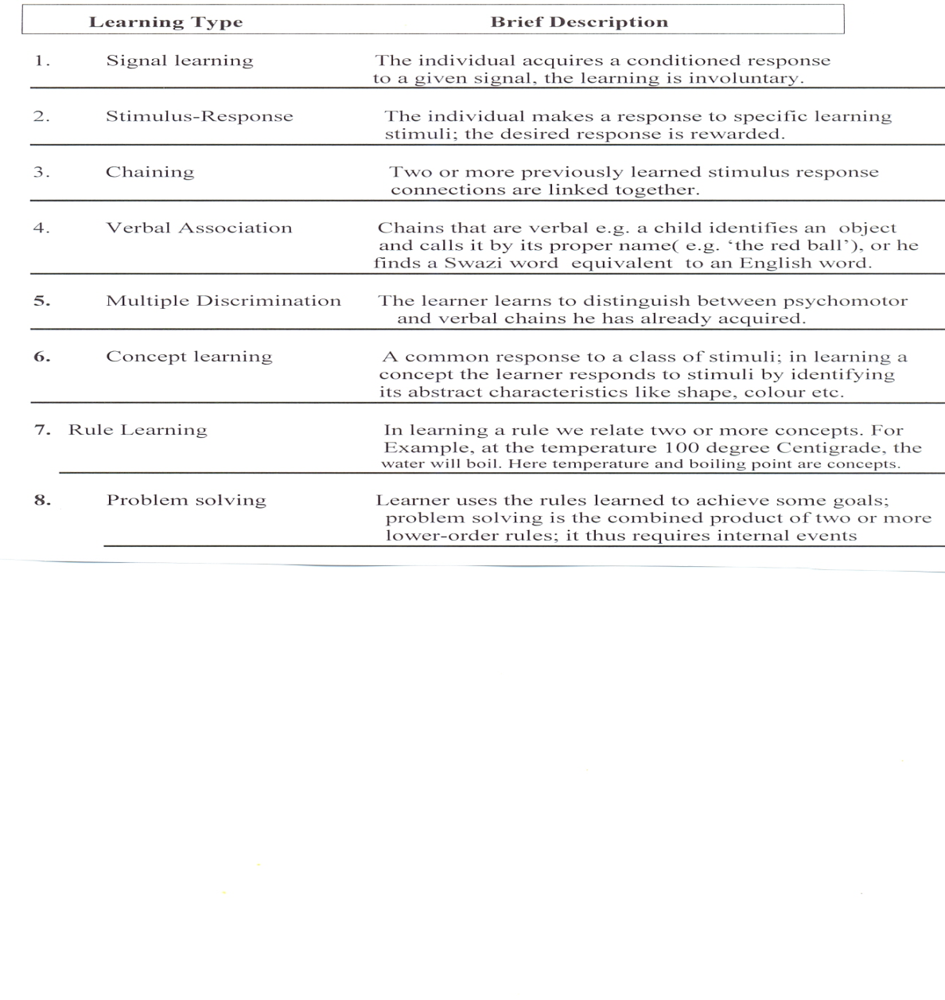 Learning Type Brief Description
1. Signal learning The individual acquires a conditioned response
to a given signal, the learning is involuntary.
2. Stimulus-Response The individual makes a response to specific learning
stimuli; the desired response is rewarded.
3. Chaining Two or more previously learned stimulus response
connections are linked together.
4. Verbal Association Chains that are verbal e.g. a child identifies an object
and calls it by its proper name( e.g. ‘the red ball’), or he
finds a Swazi word equivalent to an English word.
5. Multiple Discrimination The learner learns to distinguish between psychomotor
and verbal chains he has already acquired.
6. Concept learning A common response to a class of stimuli; in learning a
concept the learner responds to stimuli by identifying
its abstract characteristics like shape, colour etc.
7. Rule Learning In learning a rule we relate two or more concepts. For
Example, at the temperature 100 degree Centigrade, the
water will boil. Here temperature and boiling point are concepts.
8. Problem solving Learner uses the rules learned to achieve some goals;
problem solving is the combined product of two or more
lower-order rules; it thus requires internal events